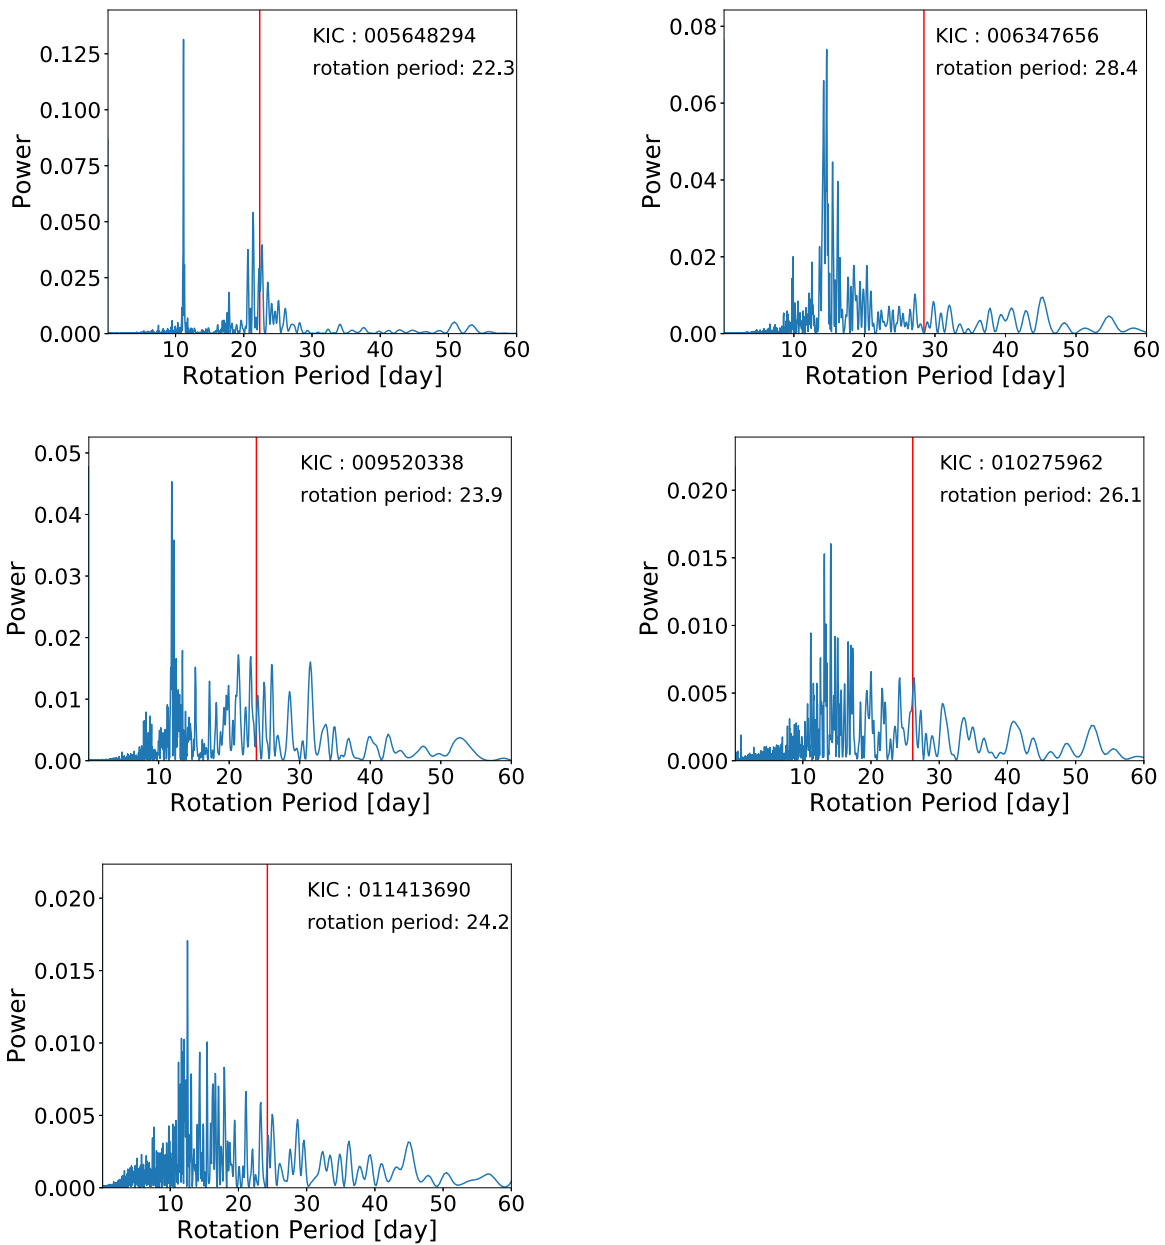 KIC : 005648294
rotation period: 22.3
0.125
0.100
0.075
0.050
0.025
0.000
Power
10 20 30 40 50 60
Rotation Period [day]
KIC : 006347656
rotation period: 28.4
0.08
0.06
0.04
0.02
0.00
Power
10 20 30 40 50 60
Rotation Period [day]
KIC : 009520338
rotation period: 23.9
0.05
0.04
0.03
0.02
0.01
0.00
Power
10 20 30 40 50 60
Rotation Period [day]
KIC : 010275962
rotation period: 26.1
0.020
0.015
0.010
0.005
0.000
Power
10 20 30 40 50 60
Rotation Period [day]
KIC : 011413690
rotation period: 24.2
0.020
0.015
0.010
0.005
0.000
Power
10 20 30 40 50 60
Rotation Period [day]